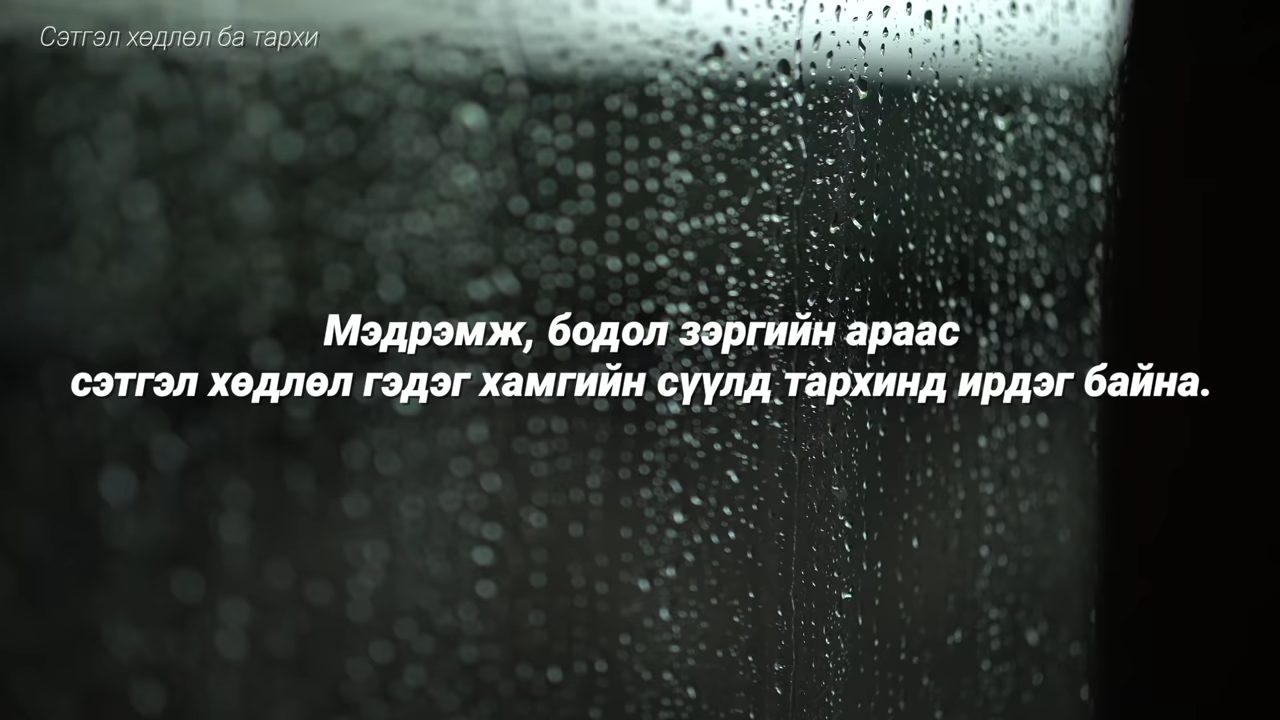 Сэтгэл хөдлөл ба тархи
Мэдрэмж, бодол зэргийн араас
сэтгэл хөдлөл гэдэг хамгийн сүүлд тархинд ирдэг байна.